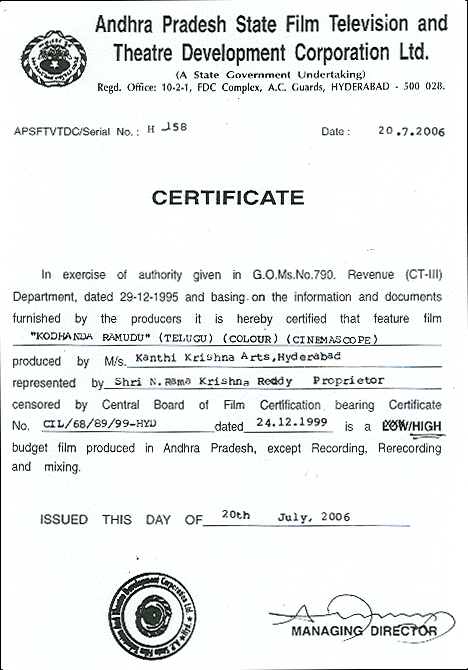 Andhra Pradesh State Film Television and
Theatre Development Corporation Ltd.
(A State Government Undertaking)
Regd. Office: 10-2-1, FDC Complex, A.C. Guards, HYDERABAD - 500 028.
APSFTVTDC/Serial No. : H 158
Date : 20.7.2006
CERTIFICATE
In exercise of authority given in G.O.Ms.No.790. Revenue (CT-III)
Department, dated 29-12-1995 and basing on the information and documents
furnished by the producers it is hereby certified that feature film
"KODHANDA RAMUDU" (TELUGU) (COLOUR) (CINEMASCOPE)
produced by M/s. Kanthi Krishna Arts,Hyderabad
represented by Shri N.Rama Krishna Reddy Proprietor
censored by Central Board of Film Certification bearing Certificate
No. CIL/68/89/99-HYD dated 24.12.1999 is a LOW/HIGH
budget film produced in Andhra Pradesh, except Recording, Rerecording
and mixing.
ISSUED THIS DAY OF 20th July, 2006
MANAGING DIRECTOR